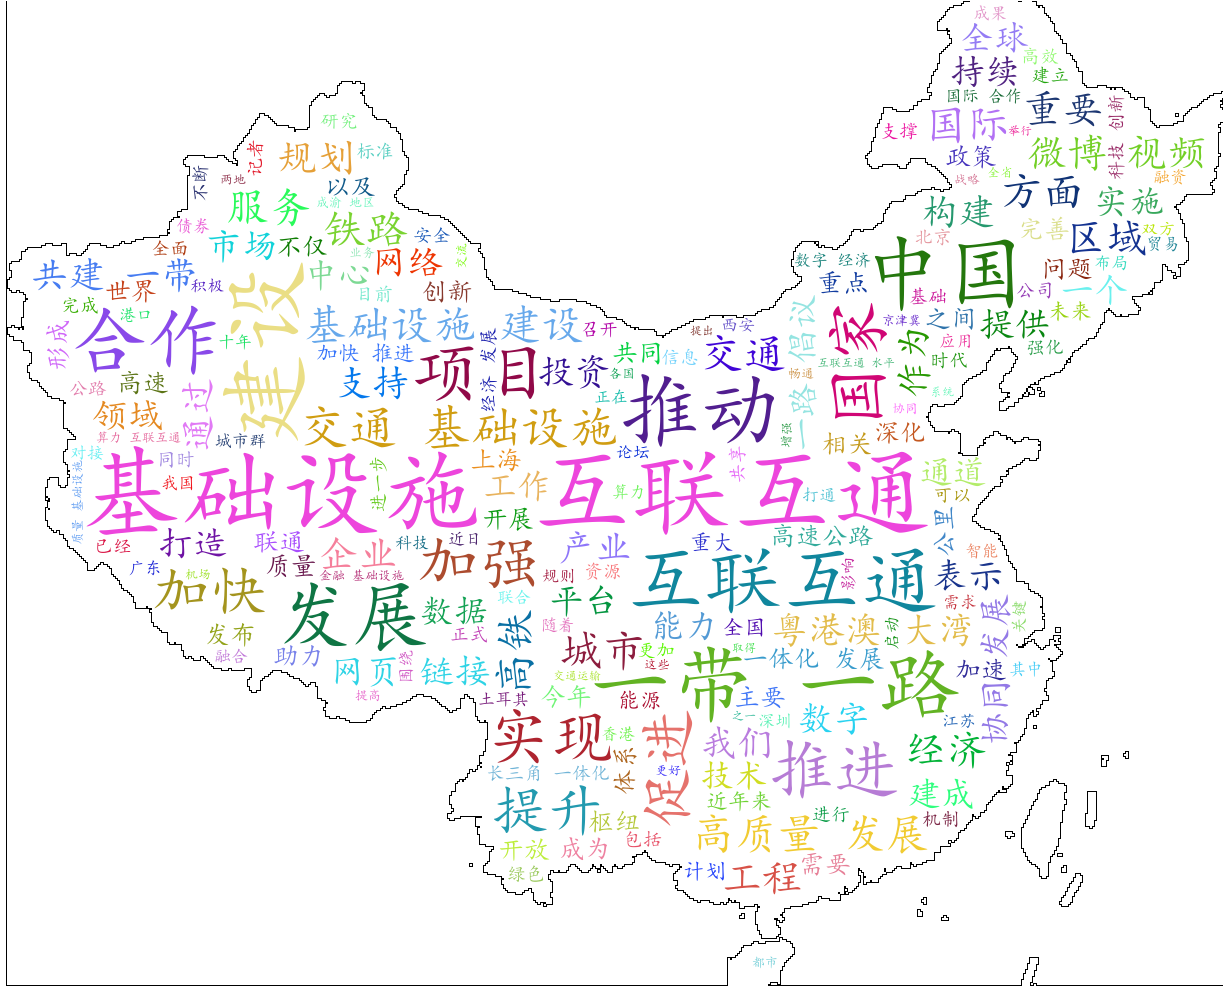 成果
全球
高效
持续
建立
国际 合作
重要
创新
研究
支撑
国际
举行
记者
规划
标准
政策
微博 视频
科技
不断
两地
以及
战略
全省
融资
服务
成渝 地区
方面
实施
债券
铁路
构建
完善
双方
全面
市场
不仅
安全
北京
区域
贸易
共建 一带
中心
业务
网络
交流
数字 经济
中国
问题
布局
世界
积极
目前
创新
重点
基础
公司
一个
完成
港口
建设
一路 倡议
国家
京津冀
之间
提供
未来
合作
十年
基础设施 建设
召开
提出
西安
应用
作为
强化
形成
加快 推进
经济 发展
共同
信息
交通
互联互通 水平
时代
公路
高速
支持
项目
投资
各国
畅通
系统
领域
通过
正在
推动
协同
算力 互联互通
城市群
交通 基础设施
论坛
增强
相关
深化
对接
同时
上海
共享
通道
质量 基础设施
我国
基础设施 互联互通
进一步
工作
算力
打通
可以
已经
打造
联通
开展
高速公路
公里
广东
机场
质量
企业
科技
近日
加强
产业
重大
智能
金融 基础设施
规则
资源
互联互通
影响
表示
加快
发展
数据
联合
平台
需求
协同 发展
关键
发布
正式
高铁
随着
能力
全国
粤港澳 大湾
启动
融合
助力
网页 链接
围绕
城市
更加
取得
一体化 发展
加速
其中
提高
土耳其
交通运输
这些
一带 一路
今年
能源
主要
实现
香港
促进
之一
深圳
数字
江苏
体系
我们
经济
长三角 一体化
更好
技术
推进
提升
枢纽
近年来
建成
包括
进行
机制
开放
成为
高质量 发展
绿色
计划
工程
需要
都市